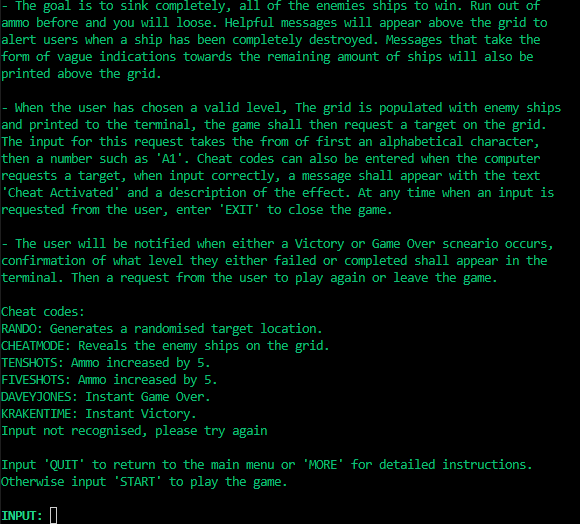 - The goal is to sink completely, all of the enemies ships to win. Run out of
ammo before and you will loose. Helpful messages will appear above the grid to
alert users when a ship has been completely destroyed. Messages that take the
form of vague indications towards the remaining amount of ships will also be
printed above the grid.

- When the user has chosen a valid level, The grid is populated with enemy ships
and printed to the terminal, the game shall then request a target on the grid.
The input for this request takes the from of first an alphabetical character,
then a number such as 'A1'. Cheat codes can also be entered when the computer
requests a target, when input correctly, a message shall appear with the text
'Cheat Activated' and a description of the effect. At any time when an input is
requested from the user, enter 'EXIT' to close the game.

- The user will be notified when either a Victory or Game Over scneario occurs,
confirmation of what level they either failed or completed shall appear in the
terminal. Then a request from the user to play again or leave the game.

Cheat codes:
RANDO: Generates a randomised target location.
CHEATMODE: Reveals the enemy ships on the grid.
TENSHOTS: Ammo increased by 5.
FIVESHOTS: Ammo increased by 5.
DAVEYJONES: Instant Game Over.
KRAKENTIME: Instant Victory.
Input not recognised, please try again

Input 'QUIT' to return to the main menu or 'MORE' for detailed instructions.
Otherwise input 'START' to play the game.

INPUT: